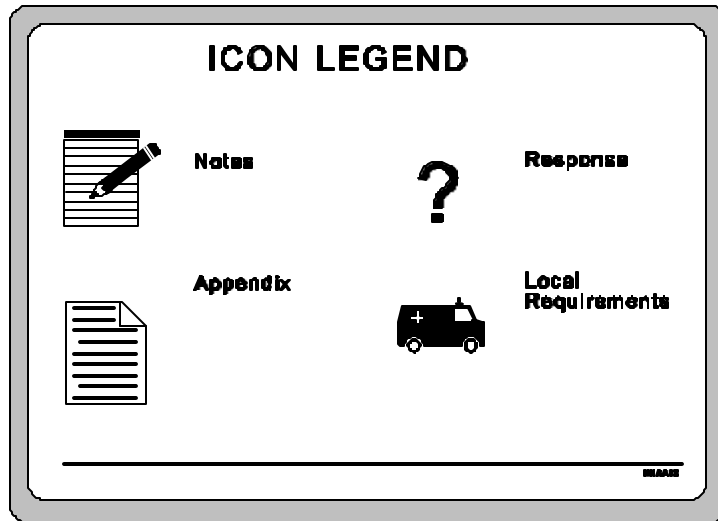 ICON LEGEND
Notes
Response
Appendix
Local
Requirements